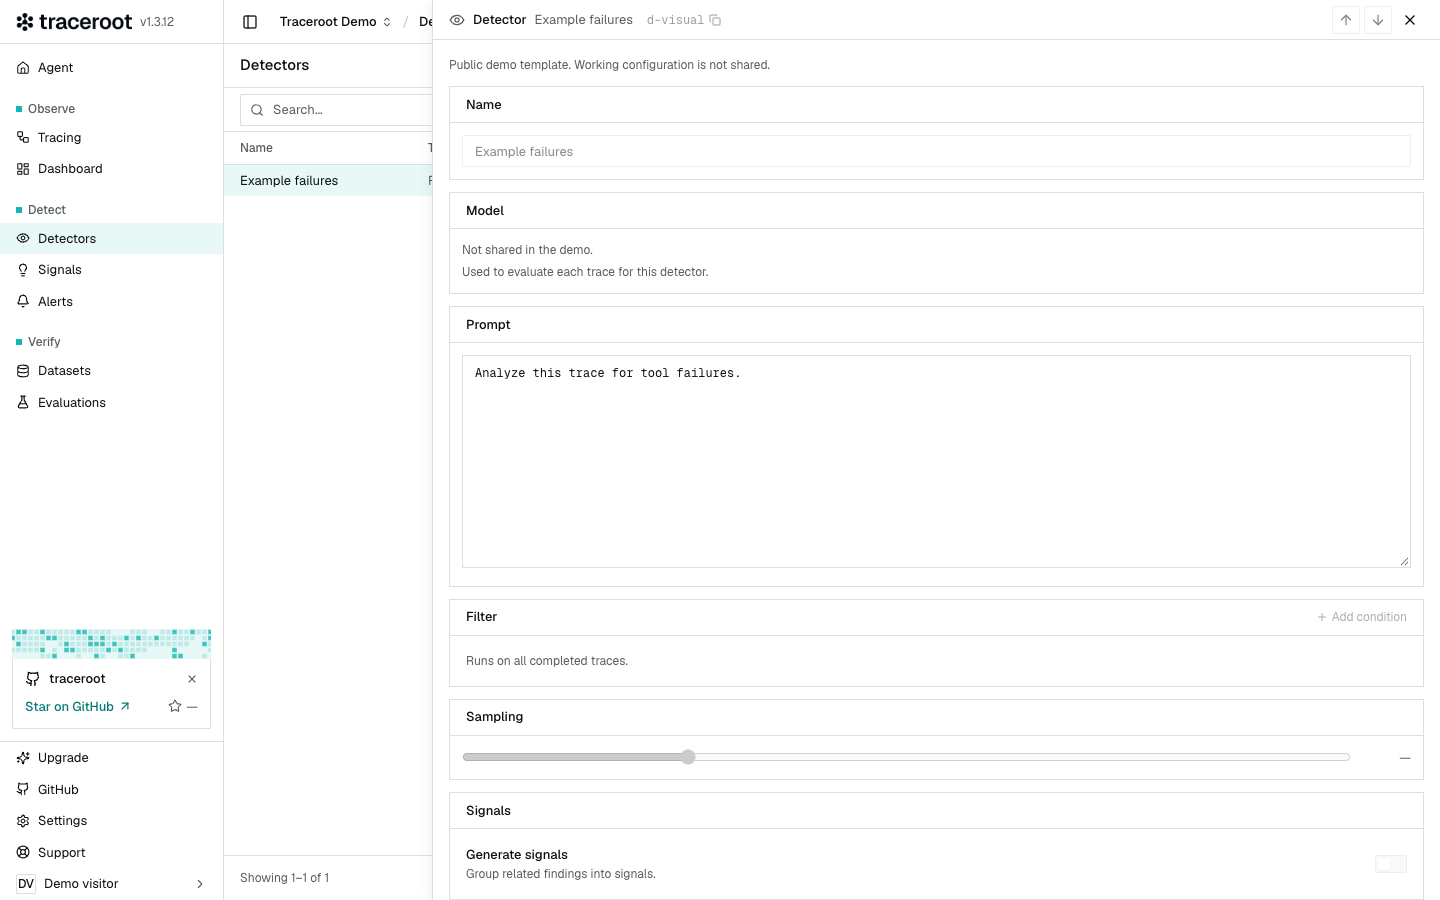 traceroot v1.3.12
Agent
Observe
Tracing
Dashboard
Detect
Detectors
Signals
Alerts
Verify
Datasets
Evaluations
traceroot
Star on GitHub
Upgrade
GitHub
Settings
Support
DV Demo visitor
Traceroot Demo / De
Detectors
Search...
Name T
Example failures F
Showing 1–1 of 1
Detector Example failures d-visual
Public demo template. Working configuration is not shared.
Name
Example failures
Model
Not shared in the demo.
Used to evaluate each trace for this detector.
Prompt
Analyze this trace for tool failures.
Filter + Add condition
Runs on all completed traces.
Sampling
—
Signals
Generate signals
Group related findings into signals.